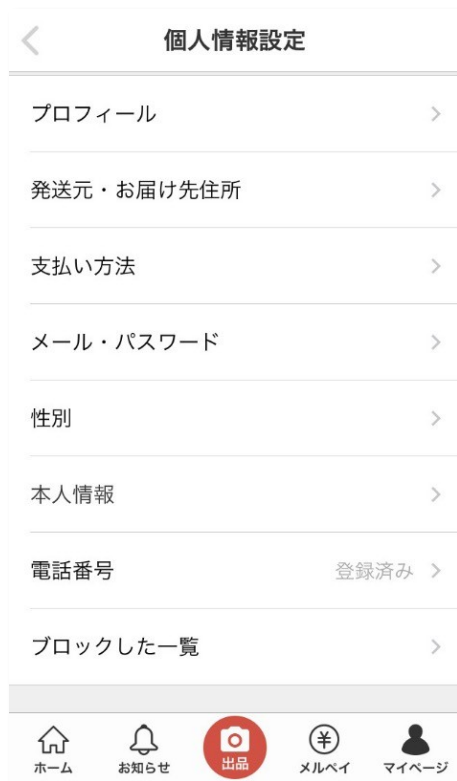 個人情報設定
プロフィール
発送元・お届け先住所
支払い方法
メール・パスワード
性別
本人情報
電話番号 登録済み
ブロックした一覧
ホーム お知らせ 出品 メルペイ マイページ